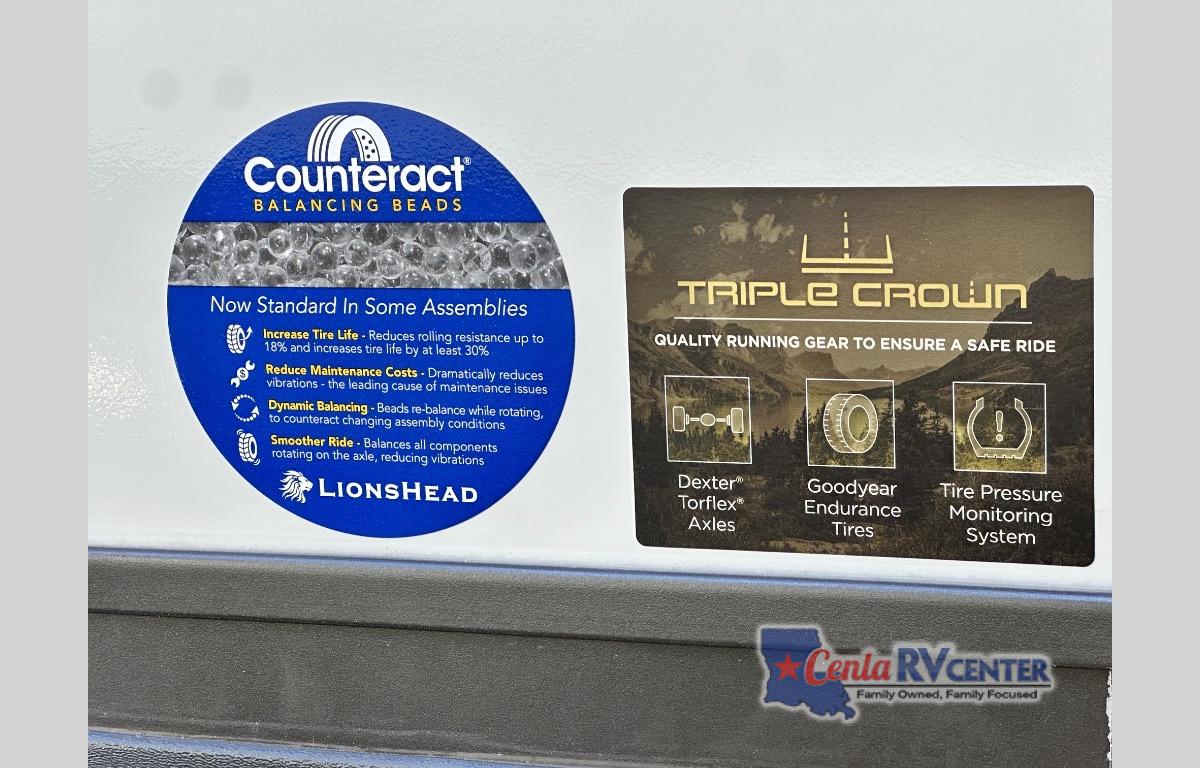 Counteract®
BALANCING BEADS
Now Standard In Some Assemblies
Increase Tire Life - Reduces rolling resistance up to
18% and increases tire life by at least 30%
Reduce Maintenance Costs - Dramatically reduces
vibrations - the leading cause of maintenance issues
Dynamic Balancing - Beads re-balance while rotating,
to counteract changing assembly conditions
Smoother Ride - Balances all components
rotating on the axle, reducing vibrations
LIONSHEAD
TRIPLE CROWN
QUALITY RUNNING GEAR TO ENSURE A SAFE RIDE
Dexter®
Torflex®
Axles
Goodyear
Endurance
Tires
Tire Pressure
Monitoring
System
Cenla RV CENTER
Family Owned, Family Focused